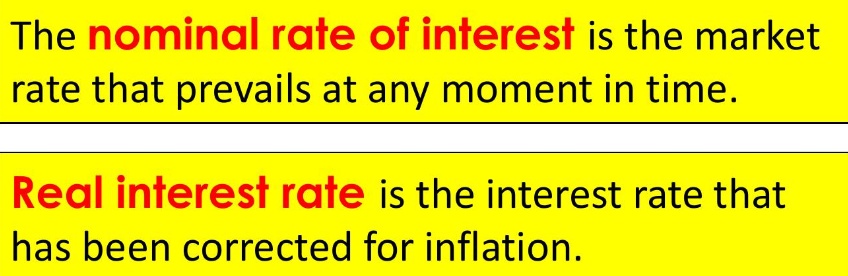 The nominal rate of interest is the market
rate that prevails at any moment in time.
Real interest rate is the interest rate that
has been corrected for inflation.